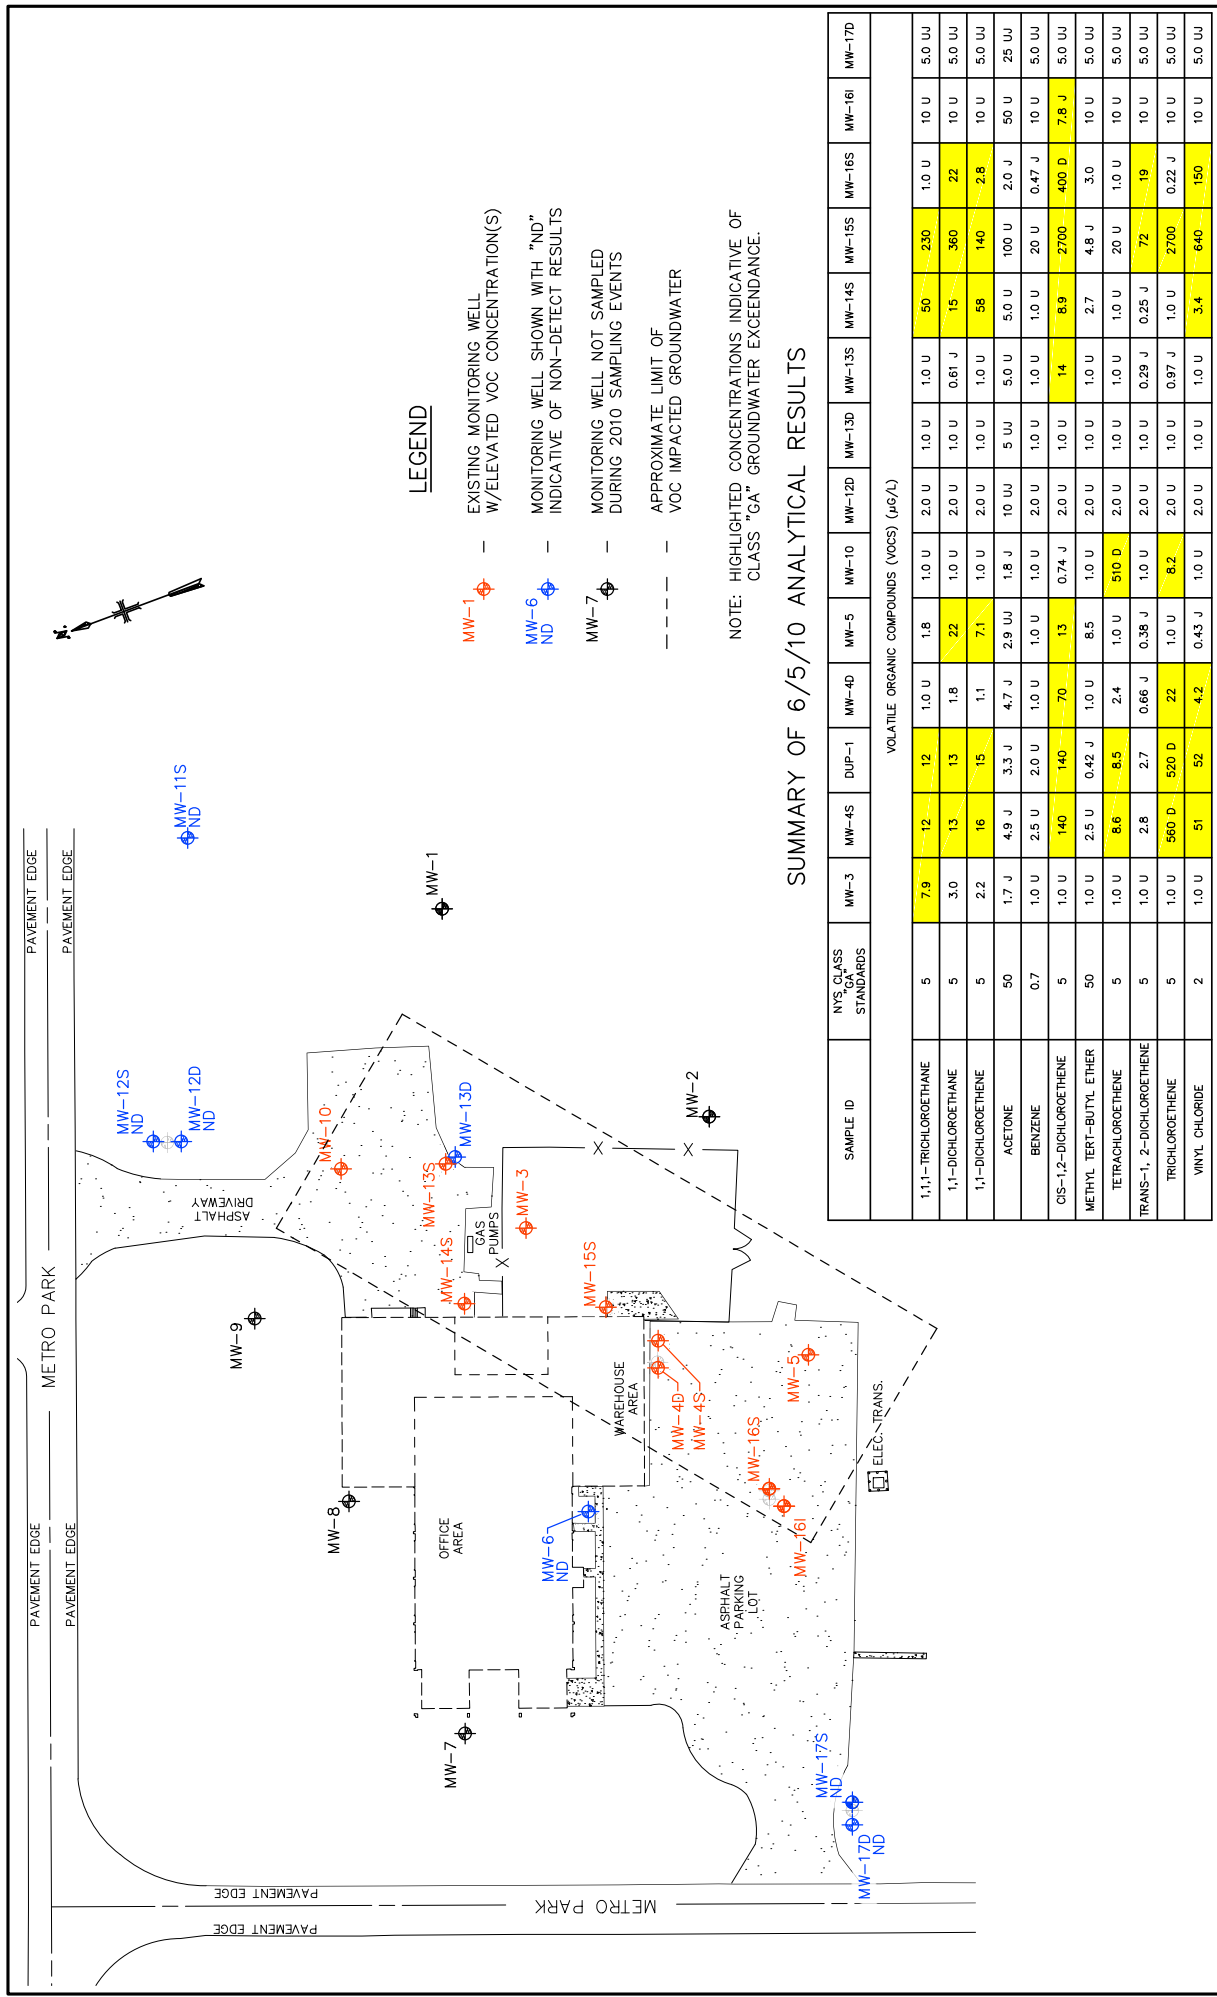 PAVEMENT EDGE
PAVEMENT EDGE
METRO PARK
PAVEMENT EDGE
PAVEMENT EDGE
PAVEMENT EDGE
PAVEMENT EDGE
METRO PARK
MW-9
MW-8
MW-7
ASPHALT
DRIVEWAY
MW-12S
ND
MW-12D
ND
MW-11S
ND
MW-10
MW-1
MW-13S
MW-13D
MW-14S
GAS
PUMPS
MW-3
MW-15S
MW-2
X
X
X
OFFICE
AREA
WAREHOUSE
AREA
MW-6
ND
MW-4D
MW-4S
MW-5
MW-16S
MW-16I
ASPHALT
PARKING
LOT
ELEC. TRANS.
MW-17S
ND
MW-17D
ND
N
LEGEND
MW-1 – EXISTING MONITORING WELL
W/ELEVATED VOC CONCENTRATION(S)
MW-6
ND – MONITORING WELL SHOWN WITH "ND"
INDICATIVE OF NON-DETECT RESULTS
MW-7 – MONITORING WELL NOT SAMPLED
DURING 2010 SAMPLING EVENTS
APPROXIMATE LIMIT OF
VOC IMPACTED GROUNDWATER
NOTE: HIGHLIGHTED CONCENTRATIONS INDICATIVE OF
CLASS "GA" GROUNDWATER EXCEENDANCE.
SUMMARY OF 6/5/10 ANALYTICAL RESULTS
SAMPLE ID NYS CLASS "GA" STANDARDS MW-3 MW-4S DUP-1 MW-4D MW-5 MW-10 MW-12D MW-13D MW-13S MW-14S MW-15S MW-16S MW-16I MW-17D
VOLATILE ORGANIC COMPOUNDS (VOCS) (µG/L)
1,1,1-TRICHLOROETHANE 5 7.9 12 12 1.0 U 1.8 1.0 U 2.0 U 1.0 U 1.0 U 50 230 1.0 U 10 U 5.0 UJ
1,1-DICHLOROETHANE 5 3.0 13 13 1.8 22 1.0 U 2.0 U 1.0 U 0.61 J 15 360 22 10 U 5.0 UJ
1,1-DICHLOROETHENE 5 2.2 16 15 1.1 7.1 1.0 U 2.0 U 1.0 U 1.0 U 58 140 2.8 10 U 5.0 UJ
ACETONE 50 1.7 J 4.9 J 3.3 J 4.7 J 2.9 UJ 1.8 J 10 UJ 5 UJ 5.0 U 5.0 U 100 U 2.0 J 50 U 25 UJ
BENZENE 0.7 1.0 U 2.5 U 2.0 U 1.0 U 1.0 U 1.0 U 2.0 U 1.0 U 1.0 U 1.0 U 20 U 0.47 J 10 U 5.0 UJ
CIS-1,2-DICHLOROETHENE 5 1.0 U 140 140 70 13 0.74 J 2.0 U 1.0 U 14 8.9 2700 400 D 7.8 J 5.0 UJ
METHYL TERT-BUTYL ETHER 50 1.0 U 2.5 U 0.42 J 1.0 U 8.5 1.0 U 2.0 U 1.0 U 1.0 U 2.7 4.8 J 3.0 10 U 5.0 UJ
TETRACHLOROETHENE 5 1.0 U 8.6 8.5 2.4 1.0 U 510 D 2.0 U 1.0 U 1.0 U 1.0 U 20 U 1.0 U 10 U 5.0 UJ
TRANS-1, 2-DICHLOROETHENE 5 1.0 U 2.8 2.7 0.66 J 0.38 J 1.0 U 2.0 U 1.0 U 0.29 J 0.25 J 72 19 10 U 5.0 UJ
TRICHLOROETHENE 5 1.0 U 560 D 520 D 22 1.0 U 8.2 2.0 U 1.0 U 0.97 J 1.0 U 2700 0.22 J 10 U 5.0 UJ
VINYL CHLORIDE 2 1.0 U 51 52 4.2 0.43 J 1.0 U 2.0 U 1.0 U 1.0 U 3.4 640 150 10 U 5.0 UJ